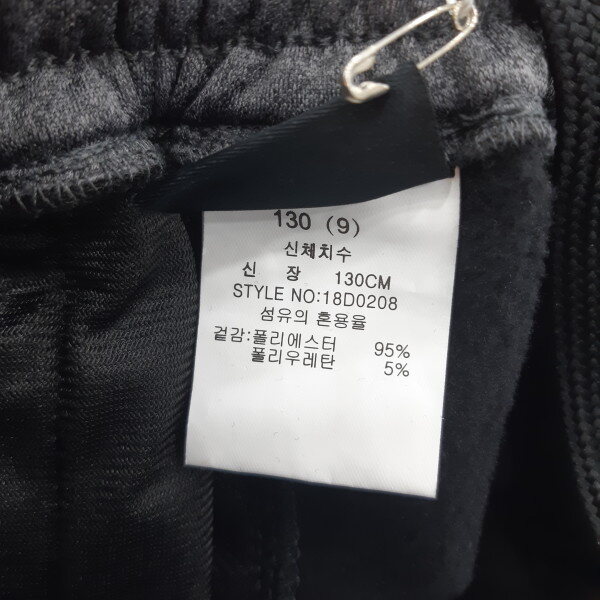 130 (9)
신체치수
신 장 130CM
STYLE NO:18D0208
섬유의 혼용율
겉감:폴리에스터 95%
폴리우레탄 5%